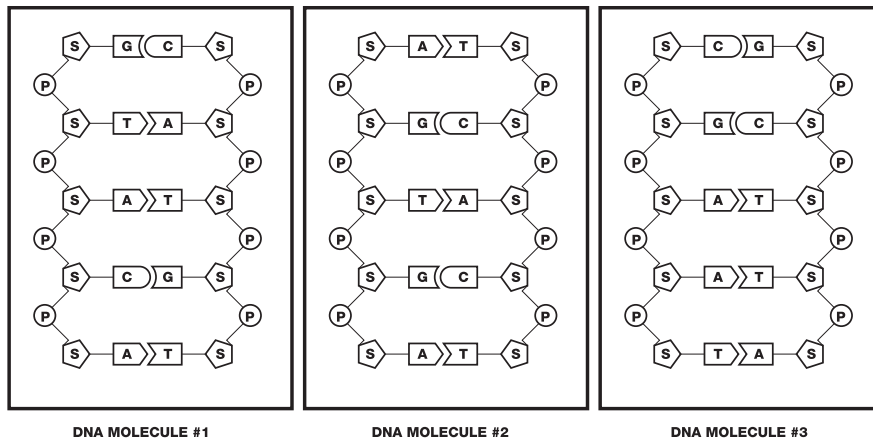 S G C S S A T S S C G S
P P P P P P
S T A S S G C S S G C S
P P P P P P
S A T S S T A S S A T S
P P P P P P
S C G S S G C S S A T S
P P P P P P
S A T S S A T S S T A S
DNA MOLECULE #1 DNA MOLECULE #2 DNA MOLECULE #3